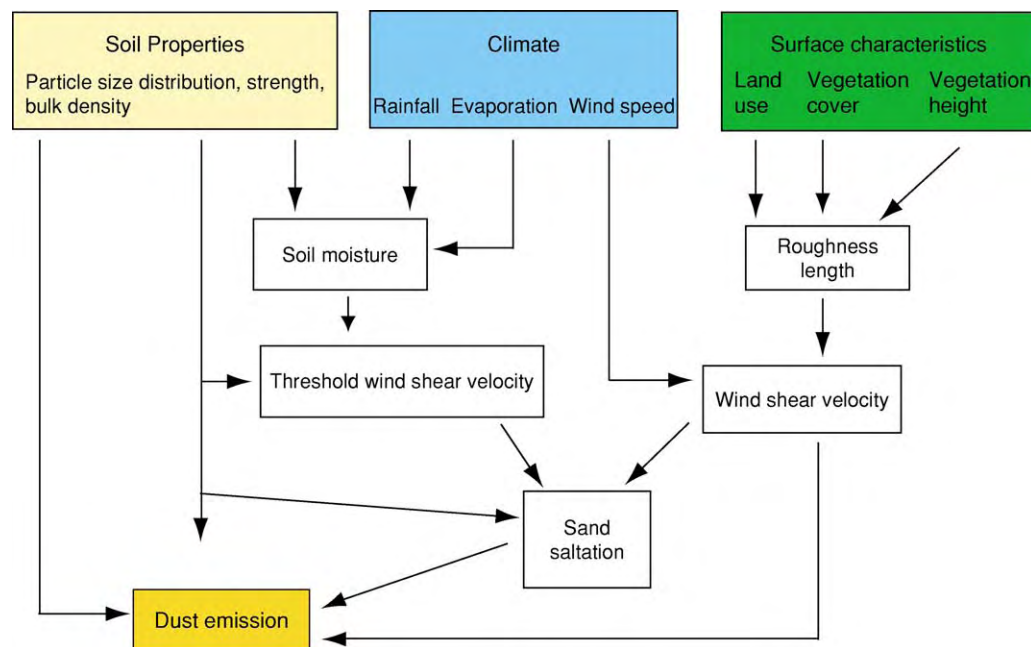 Soil Properties
Particle size distribution, strength,
bulk density
Climate
Rainfall Evaporation Wind speed
Surface characteristics
Land Vegetation Vegetation
use cover height
Soil moisture
Roughness
length
Threshold wind shear velocity
Wind shear velocity
Sand
saltation
Dust emission